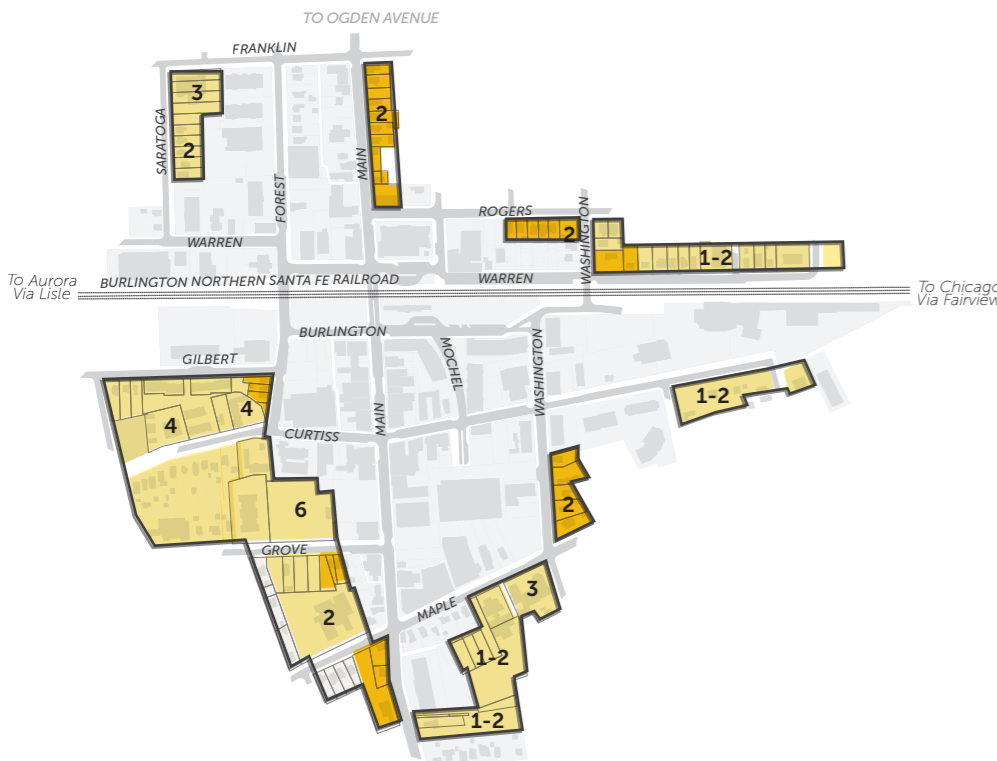 TO OGDEN AVENUE
FRANKLIN
SARATOGA
3
2
FOREST
MAIN
2
ROGERS
2
WASHINGTON
1-2
WARREN
WARREN
To Aurora
Via Lisle
BURLINGTON NORTHERN SANTA FE RAILROAD
To Chicago
Via Fairview
BURLINGTON
MOCHEL
WASHINGTON
GILBERT
MAIN
4
4
CURTISS
1-2
6
2
GROVE
2
MAPLE
3
1-2
1-2